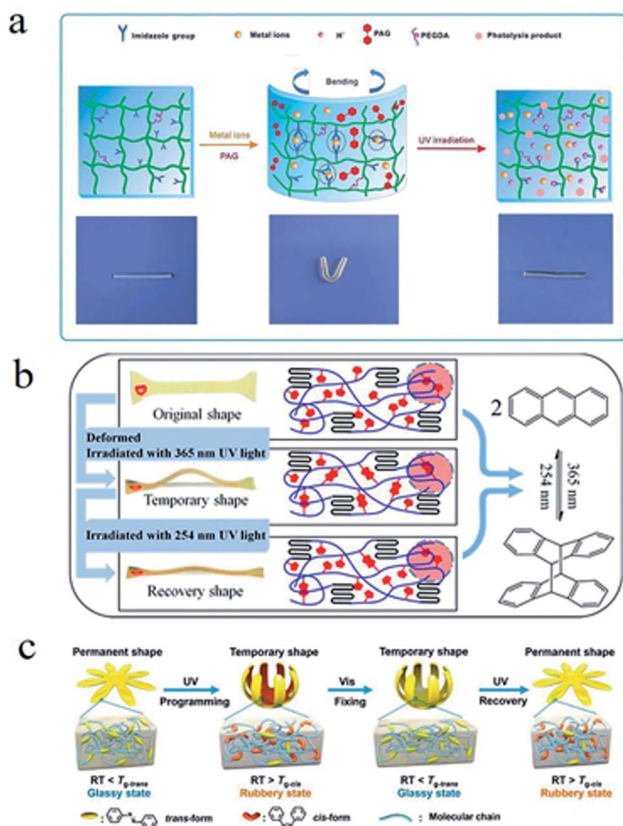 a
Imidazole group Metal ions H⁺ PAG PEGDA Photolysis product
Bending
Metal ions
PAG
UV irradiation
b
Original shape
2
Deformed
Irradiated with 365 nm UV light
Temporary shape
365 nm
254 nm
Irradiated with 254 nm UV light
Recovery shape
c
Permanent shape Temporary shape Temporary shape Permanent shape
UV Vis UV
Programming Fixing Recovery
RT < Tg-trans RT > Tg-cis RT < Tg-trans RT > Tg-cis
Glassy state Rubbery state Glassy state Rubbery state
: trans-form : cis-form : Molecular chain